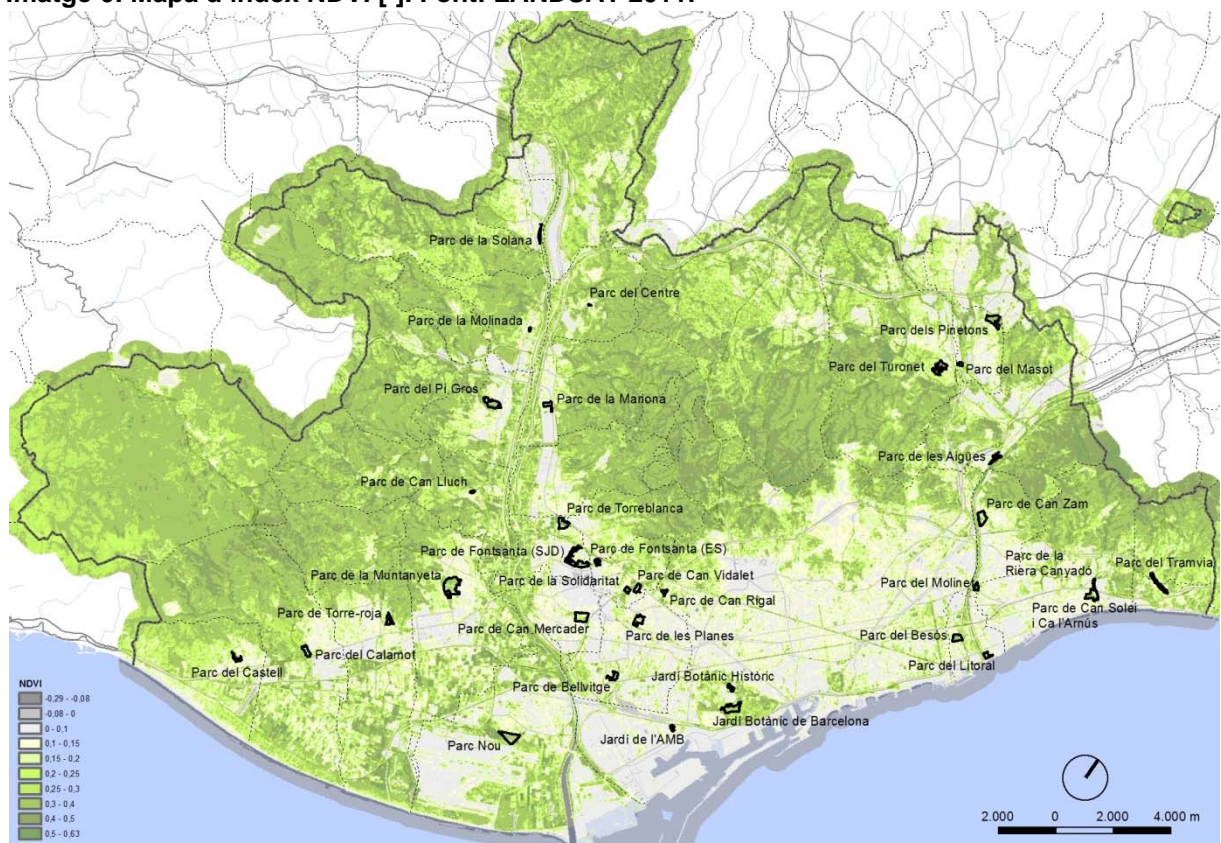 Imatge 6. Mapa d'índex NDVI [-]. Font: LANDSAT 2011.
Parc de la Solana
Parc del Centre
Parc de la Molinada
Parc dels Pinetons
Parc del Turonet
Parc del Masot
Parc del Pi Gros
Parc de la Mariona
Parc de les Aigües
Parc de Can Lluch
Parc de Can Zam
Parc de Torreblanca
Parc de Fontsanta (SJD)
Parc de Fontsanta (ES)
Parc de la Muntanyeta
Parc de la Solidaritat
Parc de Can Vidalet
Parc de la
Riera Canyadó
Parc del Tramvia
Parc del Molinet
Parc de Can Rigal
Parc de Torre-roja
Parc de Can Solei
i Ca l'Arnús
Parc de Can Mercader
Parc de les Planes
Parc del Besòs
Parc del Calamot
Parc del Litoral
Parc del Castell
Parc de Bellvitge
Jardí Botànic Històric
Jardí Botànic de Barcelona
Parc Nou
Jardí de l'AMB
NDVI
-0,29 - -0,08
-0,08 - 0
0 - 0,1
0,1 - 0,15
0,15 - 0,2
0,2 - 0,25
0,25 - 0,3
0,3 - 0,4
0,4 - 0,5
0,5 - 0,63
2.000 0 2.000 4.000 m